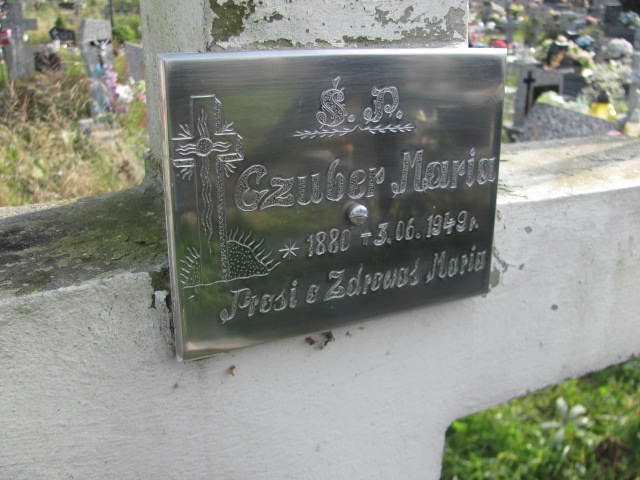 Ś. P.
Czuber Maria
* 1880 - 3.06.1949 r.
Prosi o Zdrowaś Maria